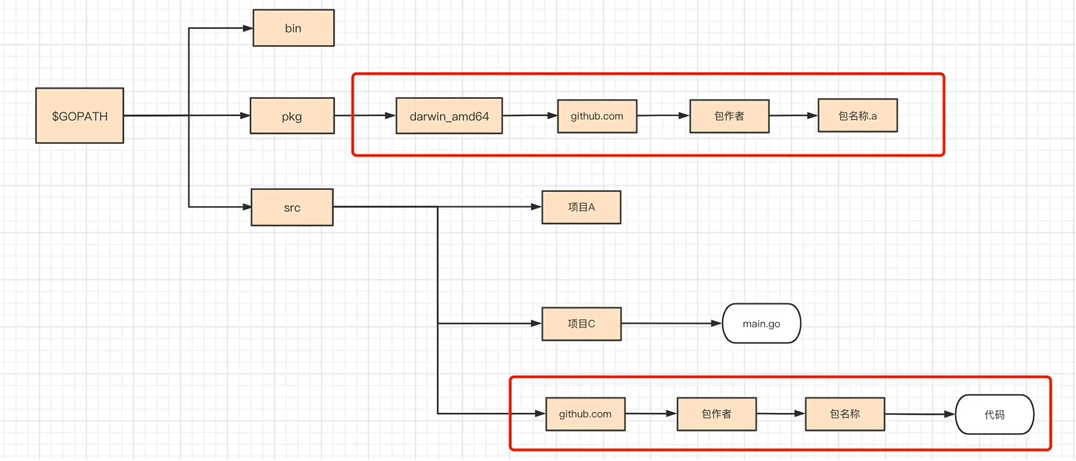 bin
$GOPATH
pkg
darwin_amd64
github.com
包作者
包名称.a
src
项目A
项目C
main.go
github.com
包作者
包名称
代码